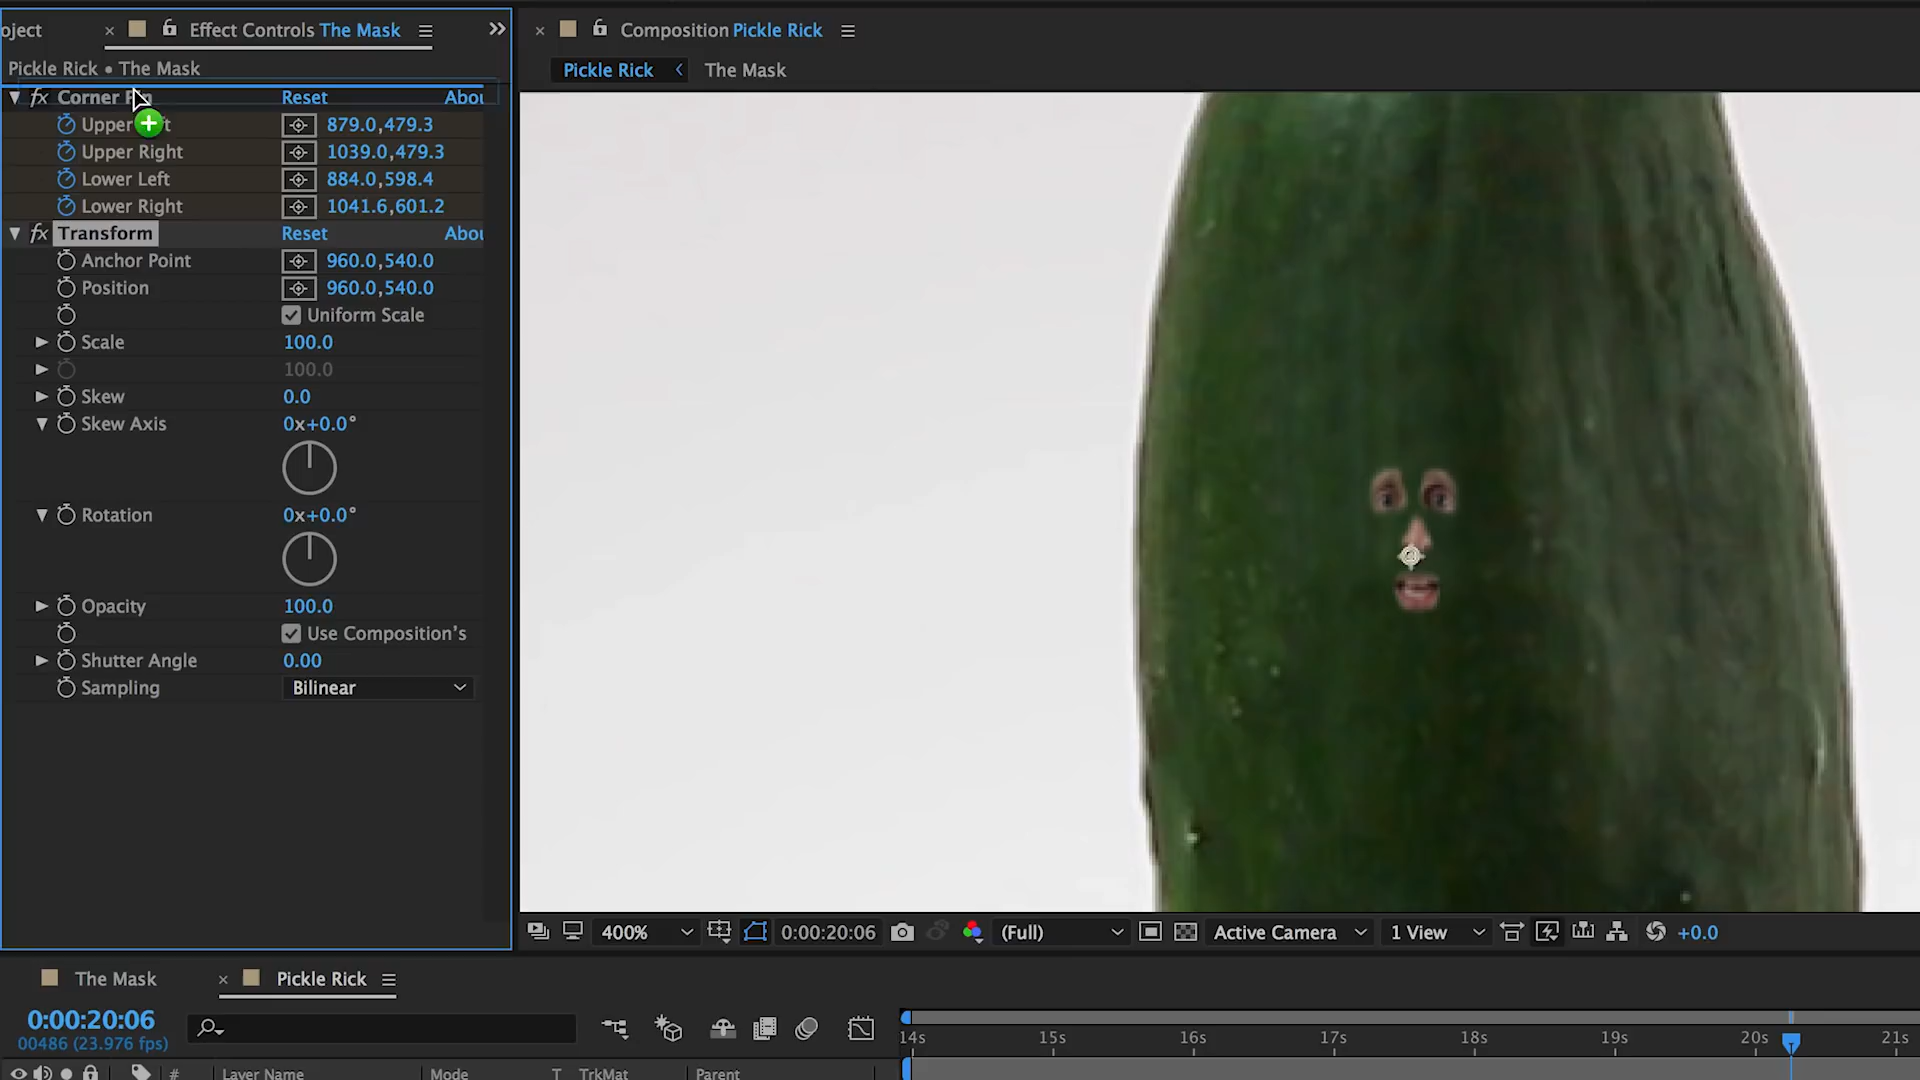 oject
× Effect Controls The Mask
Pickle Rick • The Mask
fx Corner Reset Abou
Upper 879.0,479.3
Upper Right 1039.0,479.3
Lower Left 884.0,598.4
Lower Right 1041.6,601.2
fx Transform Reset Abou
Anchor Point 960.0,540.0
Position 960.0,540.0
Uniform Scale
Scale 100.0
100.0
Skew 0.0
Skew Axis 0x+0.0°
Rotation 0x+0.0°
Opacity 100.0
Use Composition's
Shutter Angle 0.00
Sampling Bilinear
× Composition Pickle Rick
Pickle Rick < The Mask
400% 0:00:20:06 (Full) Active Camera 1 View +0.0
The Mask × Pickle Rick
0:00:20:06
00486 (23.976 fps)
14s 15s 16s 17s 18s 19s 20s 21s
# Layer Name Mode T TrkMat Parent